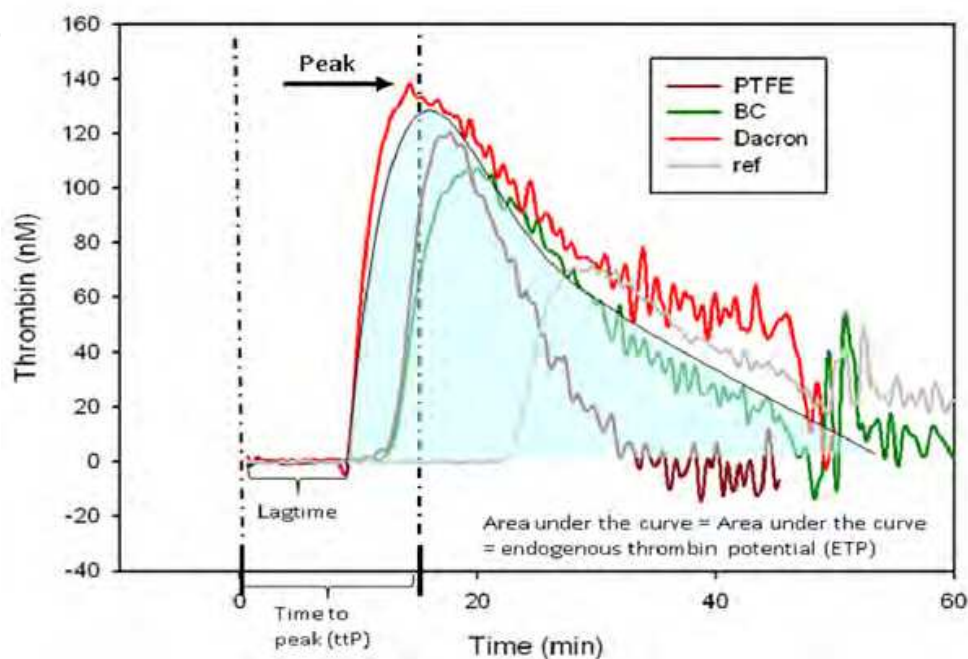 160
140
120
100
80
60
40
20
0
-20
-40
Thrombin (nM)
Peak
PTFE
BC
Dacron
ref
Lagtime
Area under the curve = Area under the curve
= endogenous thrombin potential (ETP)
0
20
40
60
Time to
peak (ttP)
Time (min)